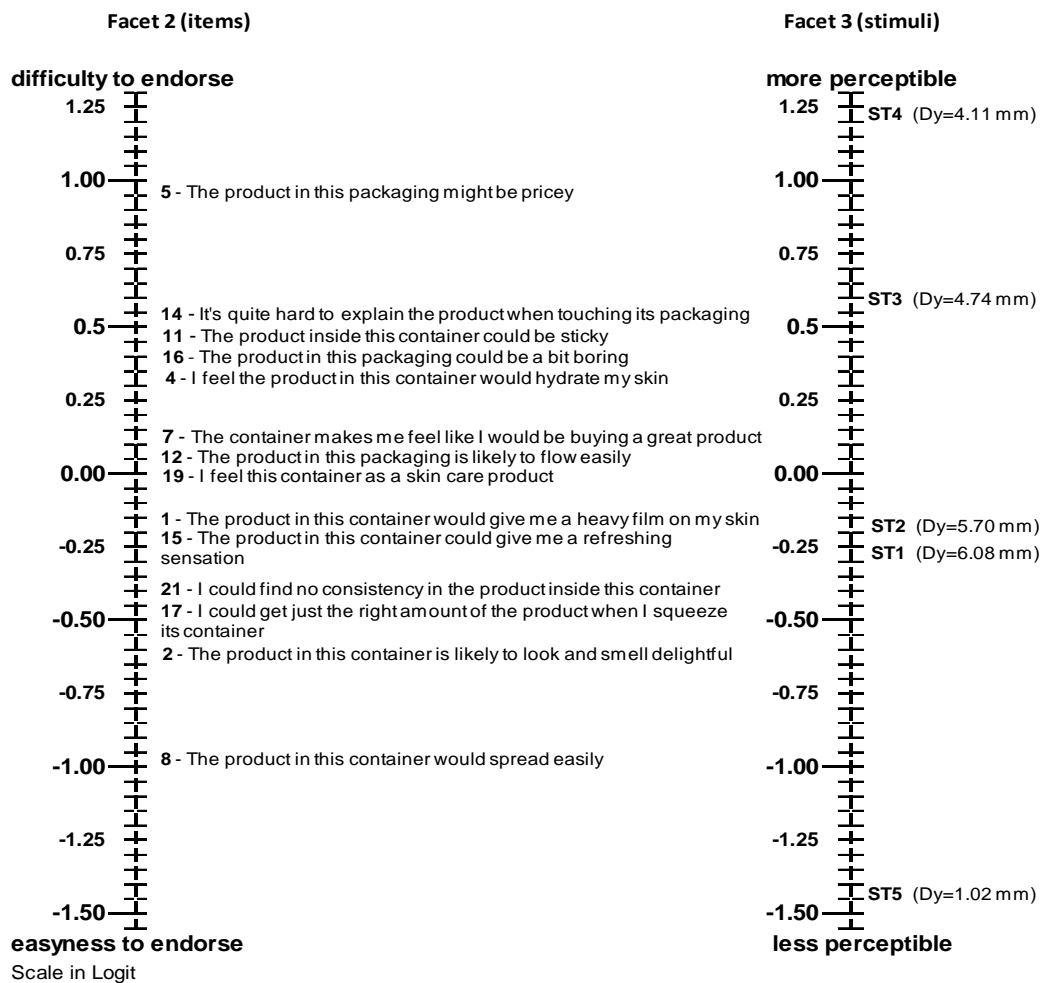 Facet 2 (items)
Facet 3 (stimuli)
difficulty to endorse
more perceptible
1.25
1.25
ST4 (Dy=4.11 mm)
1.00
1.00
5 - The product in this packaging might be pricey
0.75
0.75
ST3 (Dy=4.74 mm)
14 - It's quite hard to explain the product when touching its packaging
0.5
0.5
11 - The product inside this container could be sticky
16 - The product in this packaging could be a bit boring
4 - I feel the product in this container would hydrate my skin
0.25
0.25
7 - The container makes me feel like I would be buying a great product
12 - The product in this packaging is likely to flow easily
0.00
0.00
19 - I feel this container as a skin care product
1 - The product in this container would give me a heavy film on my skin
ST2 (Dy=5.70 mm)
15 - The product in this container could give me a refreshing
sensation
-0.25
-0.25
ST1 (Dy=6.08 mm)
21 - I could find no consistency in the product inside this container
17 - I could get just the right amount of the product when I squeeze
its container
-0.50
-0.50
2 - The product in this container is likely to look and smell delightful
-0.75
-0.75
8 - The product in this container would spread easily
-1.00
-1.00
-1.25
-1.25
ST5 (Dy=1.02 mm)
-1.50
-1.50
easyness to endorse
less perceptible
Scale in Logit